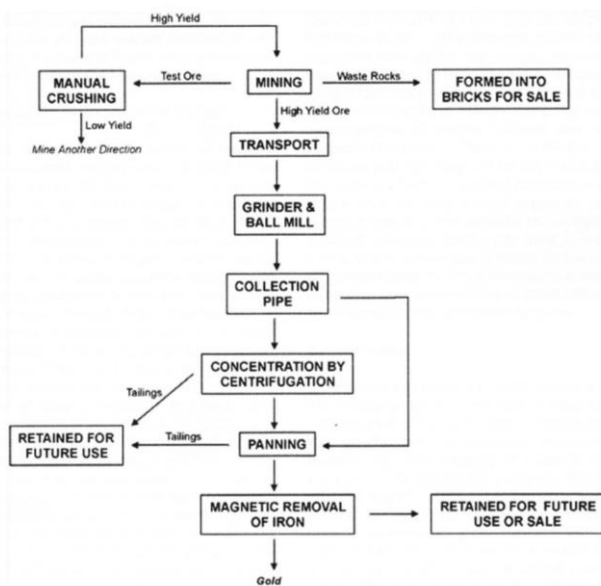 High Yield
MANUAL
CRUSHING
Test Ore
MINING
Waste Rocks
FORMED INTO
BRICKS FOR SALE
Low Yield
High Yield Ore
Mine Another Direction
TRANSPORT
GRINDER &
BALL MILL
COLLECTION
PIPE
CONCENTRATION BY
CENTRIFUGATION
Tailings
RETAINED FOR
FUTURE USE
Tailings
PANNING
MAGNETIC REMOVAL
OF IRON
RETAINED FOR FUTURE
USE OR SALE
Gold